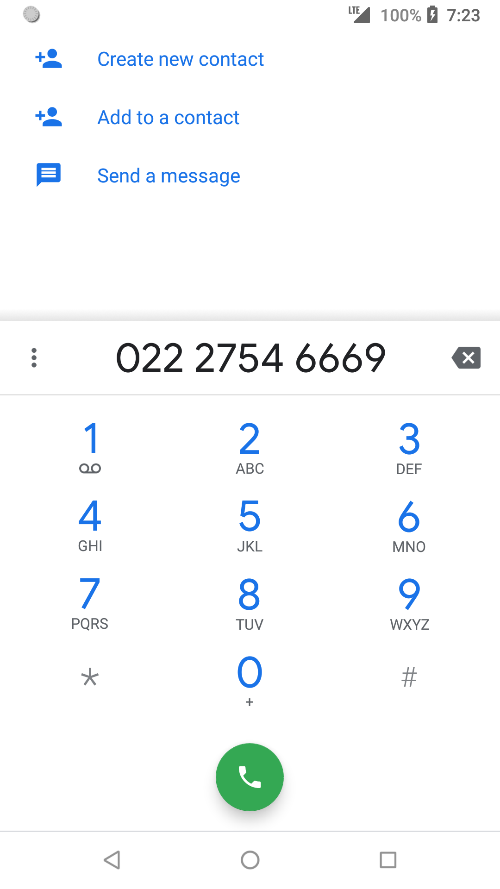 LTE 100% 7:23
Create new contact
Add to a contact
Send a message
022 2754 6669
1 2 3
ABC DEF
4 5 6
GHI JKL MNO
7 8 9
PQRS TUV WXYZ
* 0 #
+